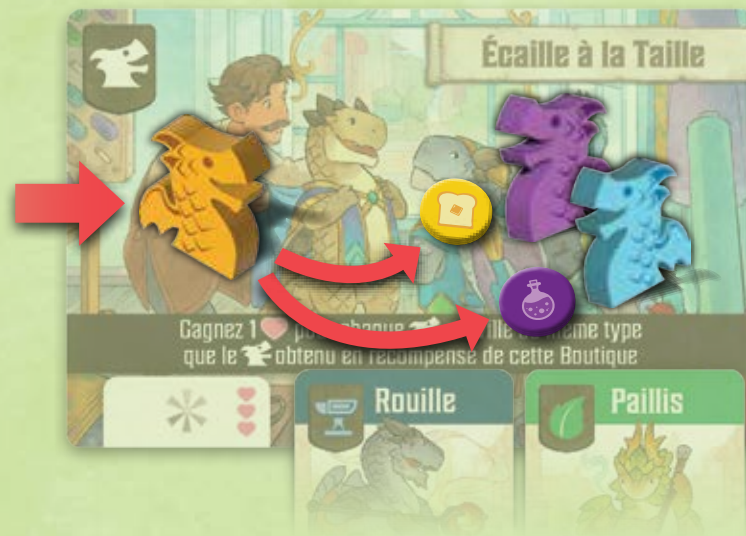 Écaille à la Taille
Gagnez 1 chaque même type
que le obtenu en récompense de cette Boutique
Rouille
Paillis